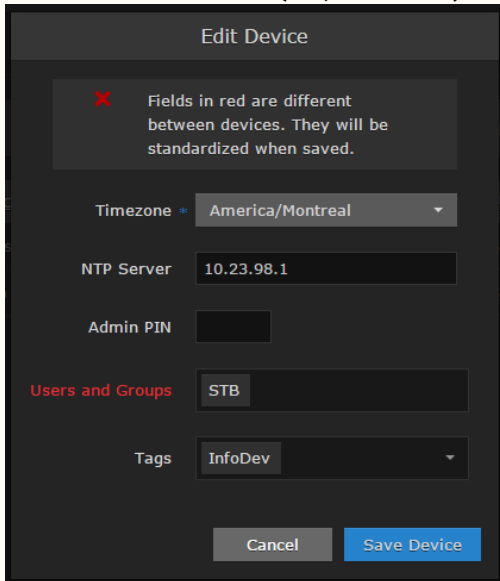 Edit Device
Fields in red are different
between devices. They will be
standardized when saved.
Timezone * America/Montreal
NTP Server 10.23.98.1
Admin PIN
Users and Groups STB
Tags InfoDev
Cancel Save Device